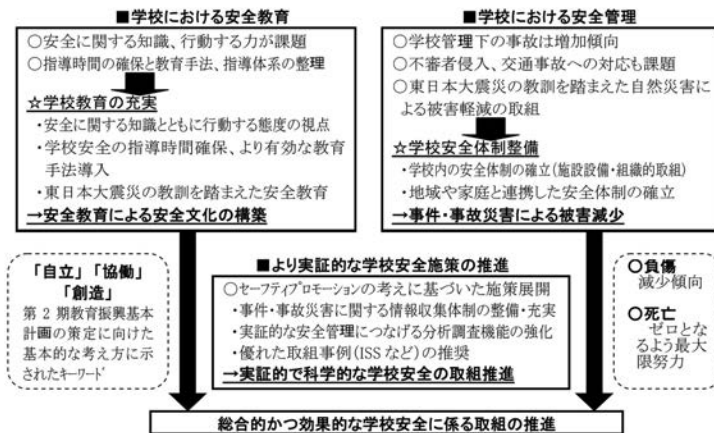 ■学校における安全教育
○安全に関する知識、行動する力が課題
○指導時間の確保と教育手法、指導体系の整理
☆学校教育の充実
・安全に関する知識とともに行動する態度の視点
・学校安全の指導時間確保、より有効な教育
手法導入
・東日本大震災の教訓を踏まえた安全教育
→安全教育による安全文化の構築
■学校における安全管理
○学校管理下の事故は増加傾向
○不審者侵入、交通事故への対応も課題
○東日本大震災の教訓を踏まえた自然災害に
よる被害軽減の取組
☆学校安全体制整備
・学校内の安全体制の確立(施設設備・組織的取組)
・地域や家庭と連携した安全体制の確立
→事件・事故災害による被害減少
「自立」「協働」
「創造」
第2期教育振興基本
計画の策定に向けた
基本的な考え方に示
されたキーワード
■より実証的な学校安全施策の推進
○セーフティプロモーションの考えに基づいた施策展開
・事件・事故災害に関する情報収集体制の整備・充実
・実証的な安全管理につなげる分析調査機能の強化
・優れた取組事例(ISSなど)の推奨
→実証的で科学的な学校安全の取組推進
○負傷
減少傾向
○死亡
ゼロとな
るよう最大
限努力
総合的かつ効果的な学校安全に係る取組の推進